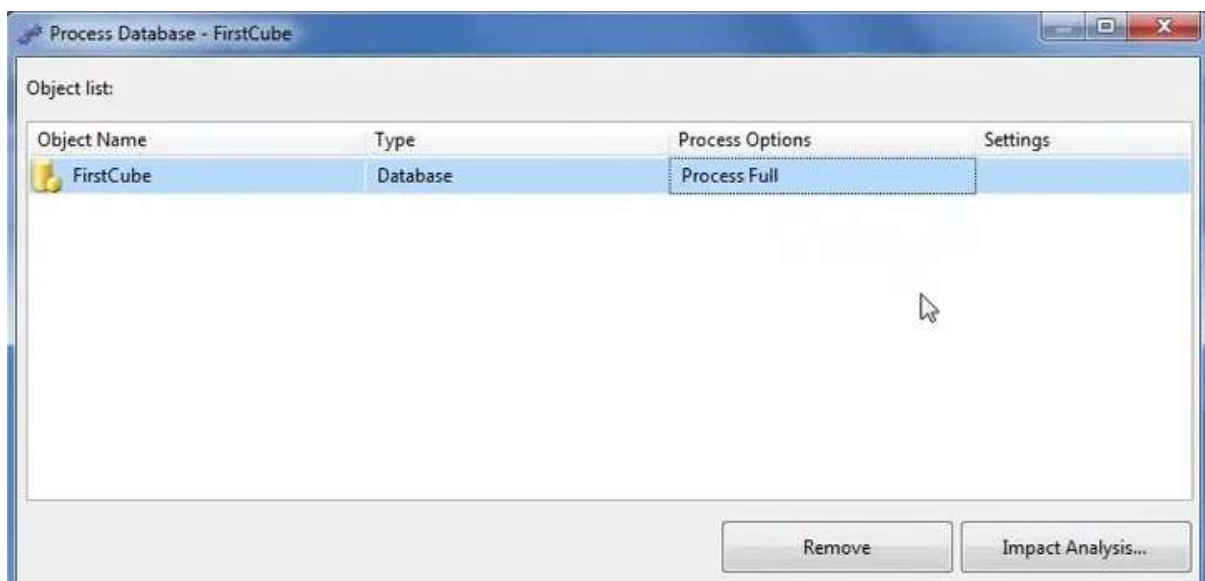 Process Database - FirstCube
Object list:
Object Name Type Process Options Settings
FirstCube Database Process Full
Remove Impact Analysis...